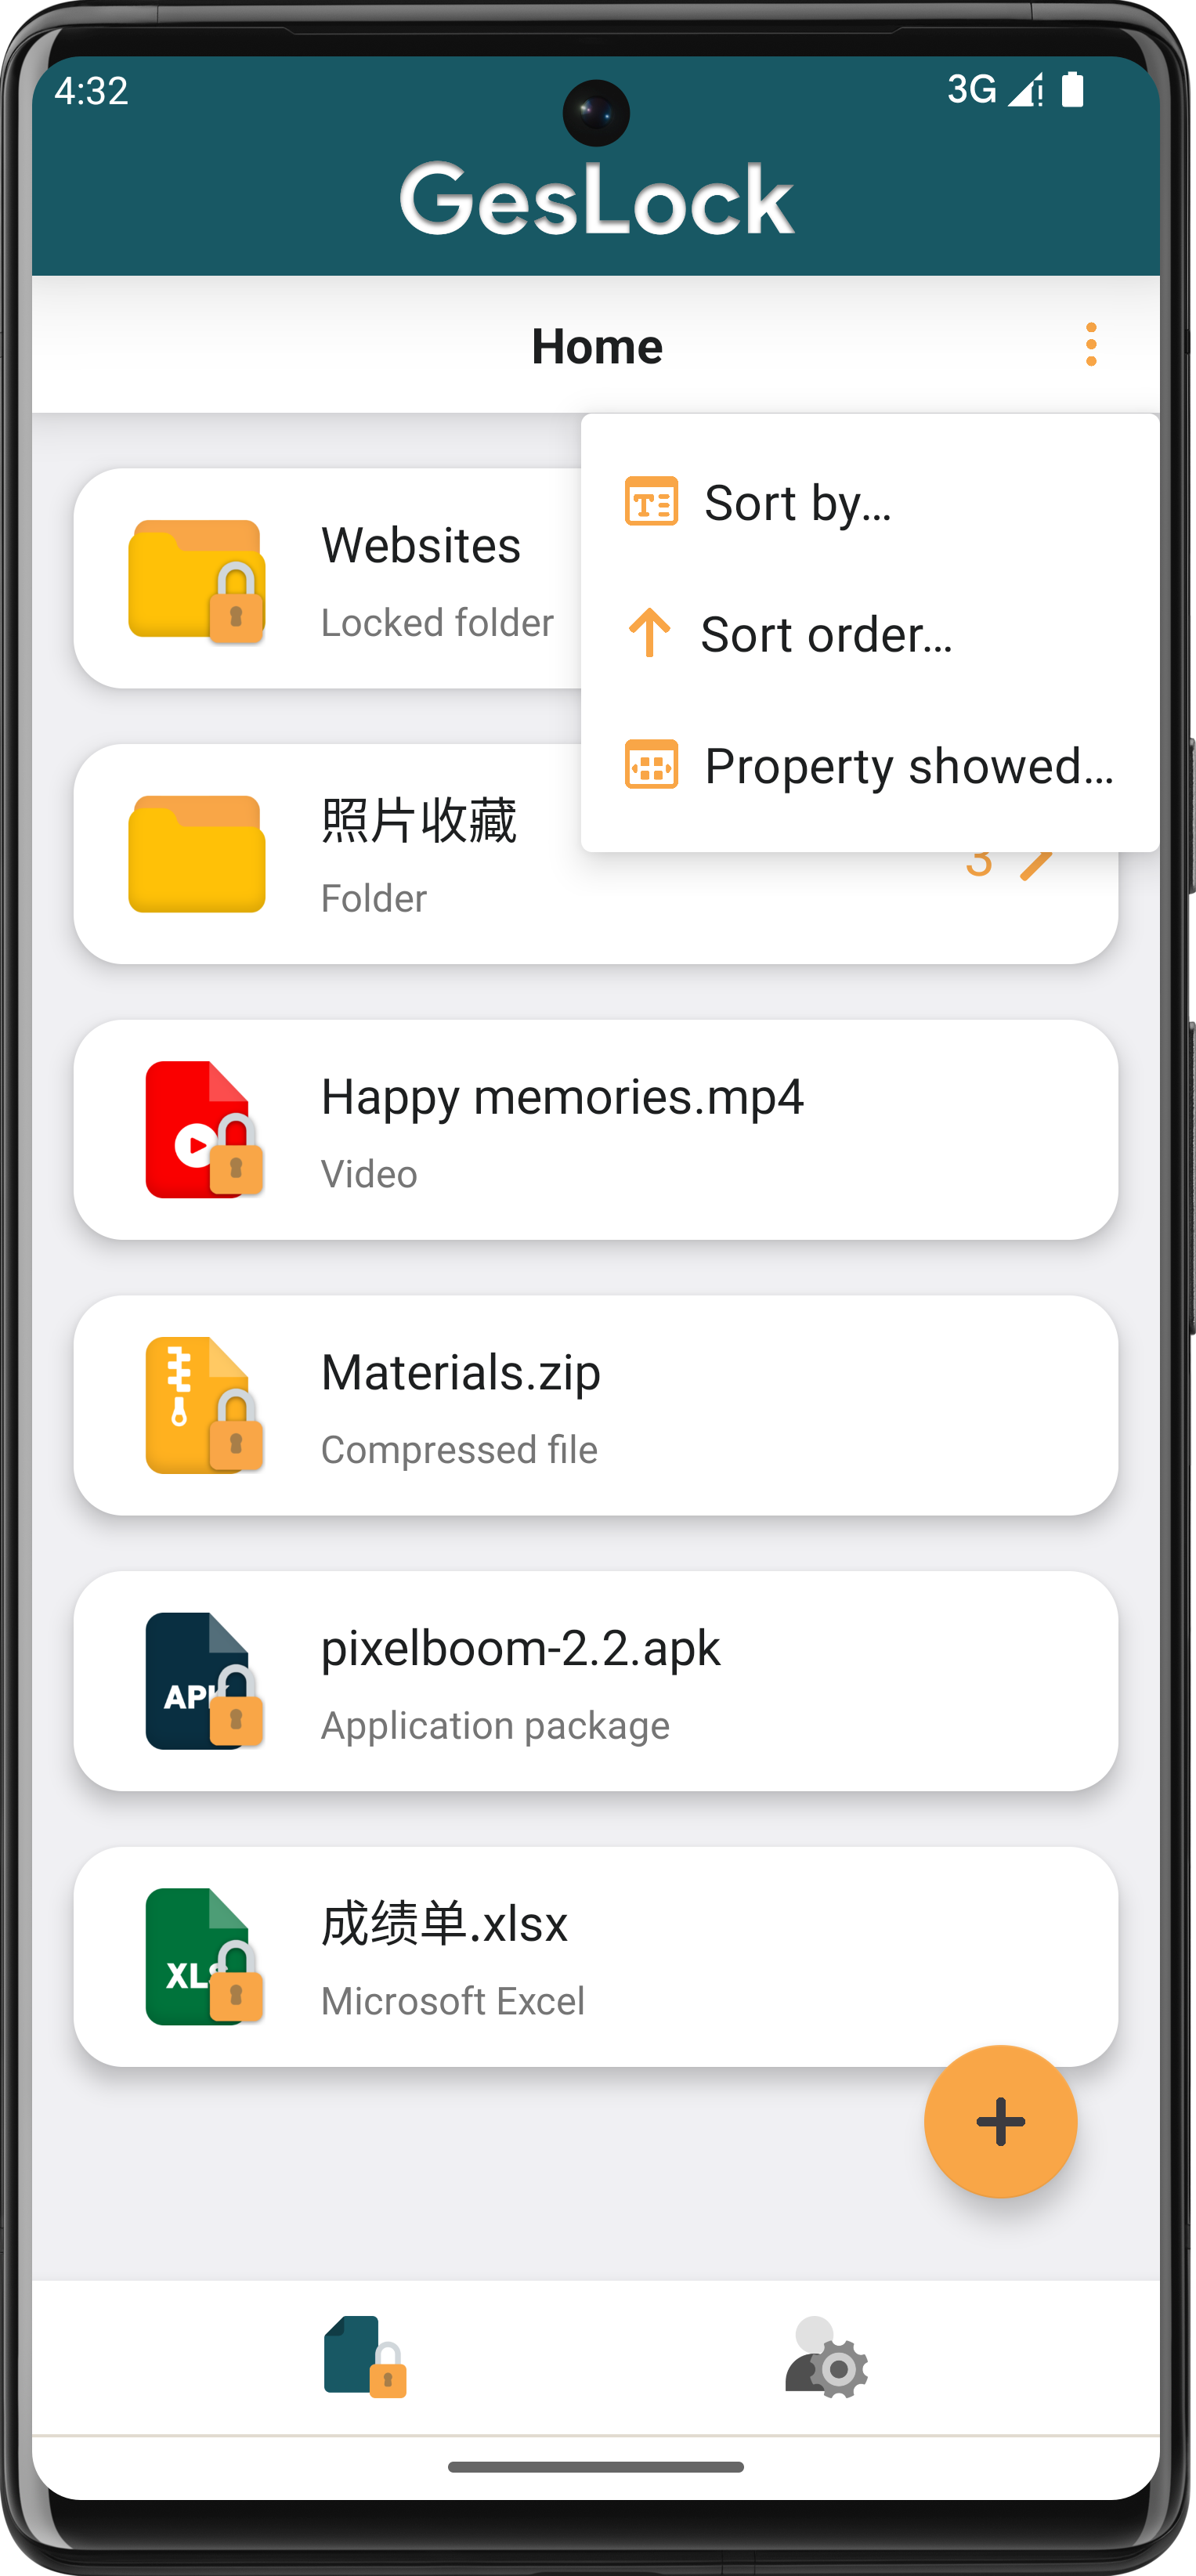 4:32
3G
GesLock
Home
Sort by...
Sort order...
Property showed...
Websites
Locked folder
照片收藏
Folder
3
Happy memories.mp4
Video
Materials.zip
Compressed file
APK
pixelboom-2.2.apk
Application package
XLS
成绩单.xlsx
Microsoft Excel